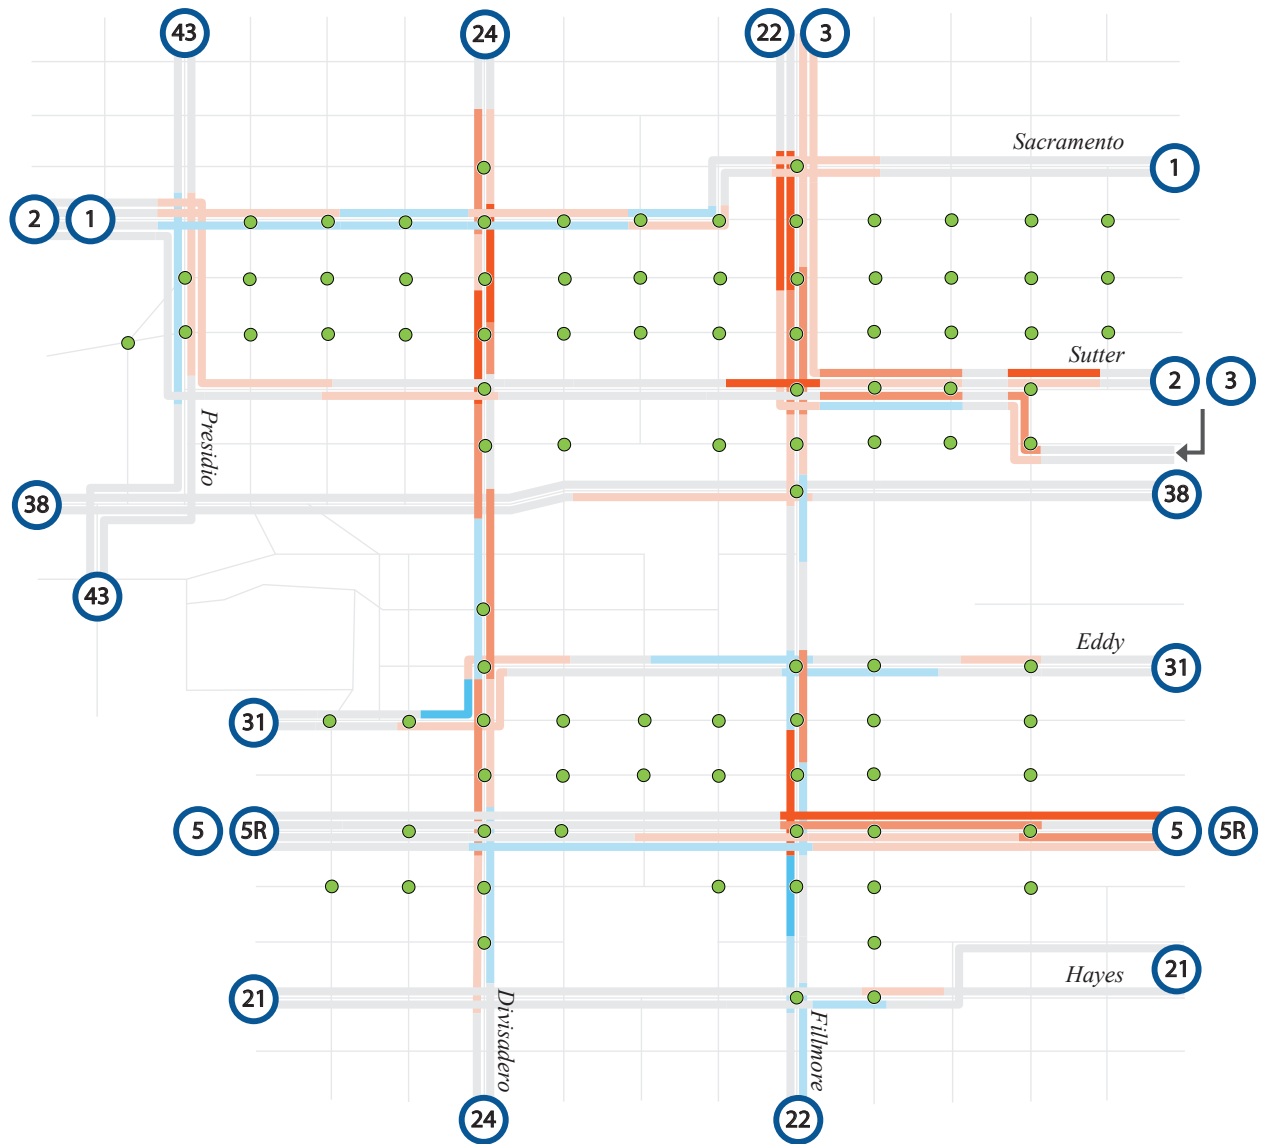 43
24
22
3
Sacramento
1
2
1
Sutter
2
3
Presidio
38
38
43
Eddy
31
31
5
5R
5
5R
Hayes
21
21
Divisadero
Fillmore
24
22